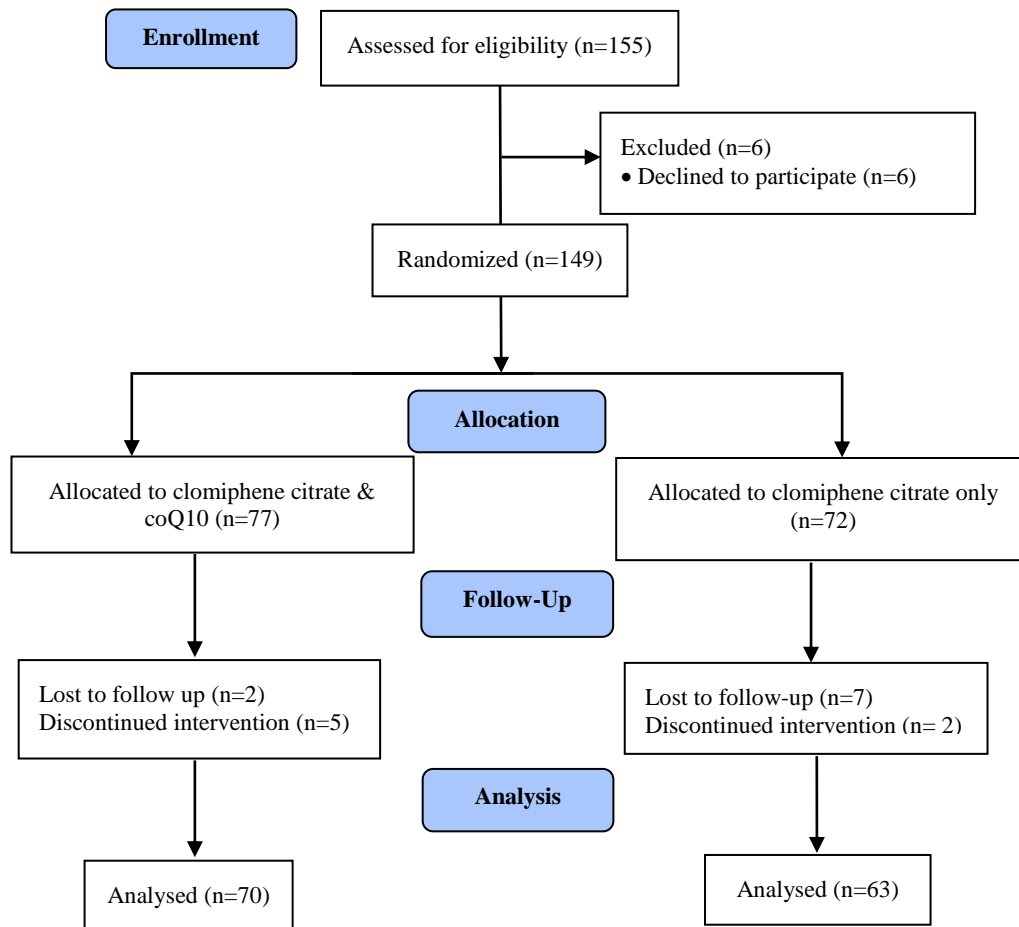 Enrollment
Assessed for eligibility (n=155)
Excluded (n=6)
• Declined to participate (n=6)
Randomized (n=149)
Allocation
Allocated to clomiphene citrate &
coQ10 (n=77)
Allocated to clomiphene citrate only
(n=72)
Follow-Up
Lost to follow up (n=2)
Discontinued intervention (n=5)
Lost to follow-up (n=7)
Discontinued intervention (n= 2)
Analysis
Analysed (n=70)
Analysed (n=63)